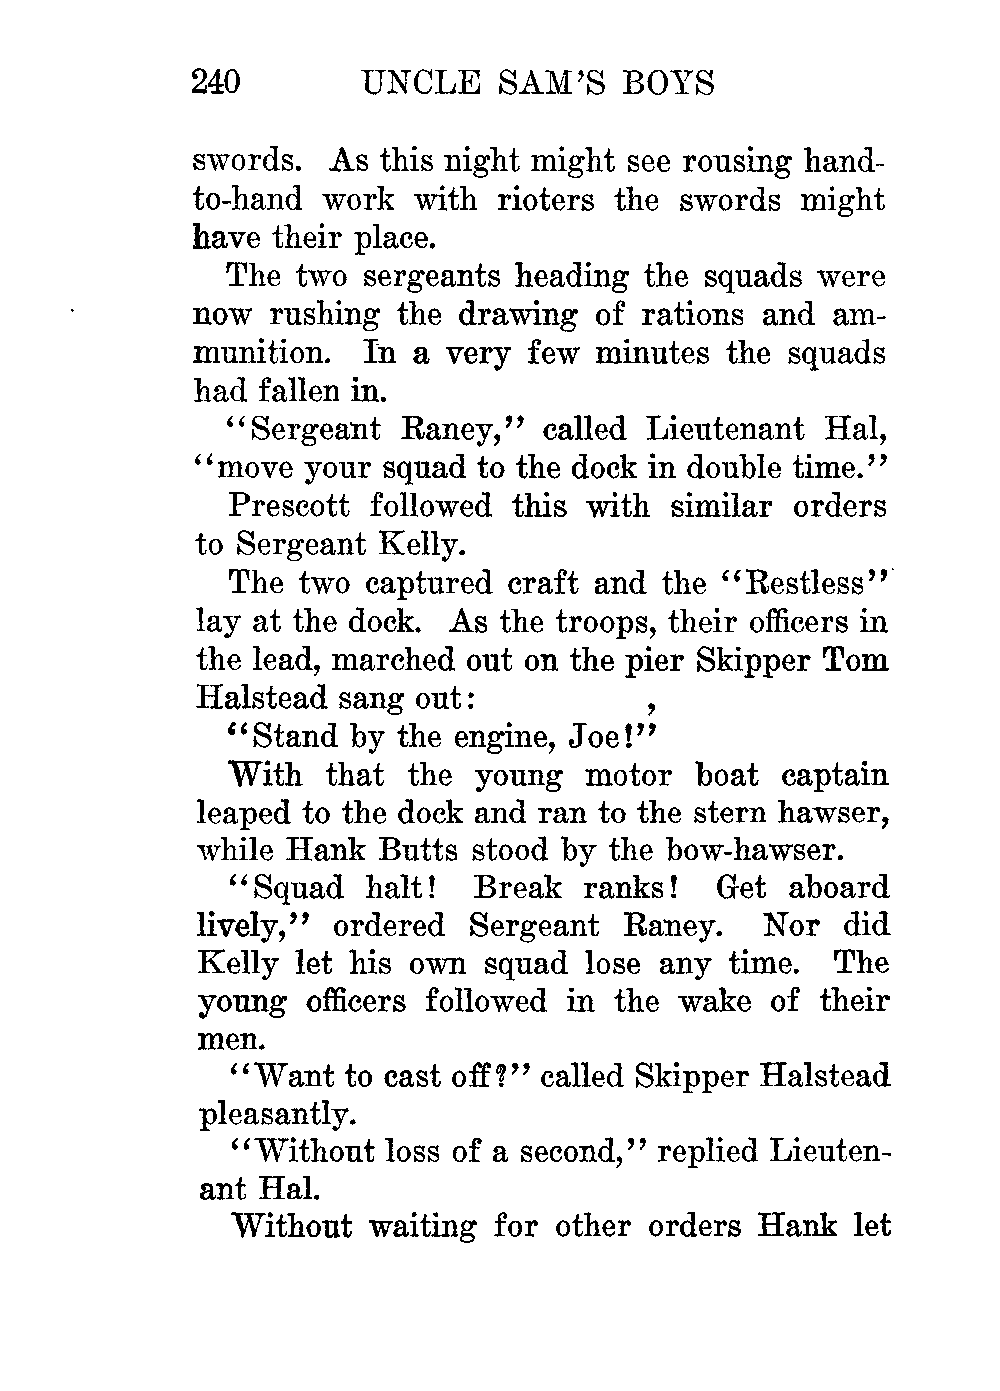 240 UNCLE SAM'S BOYS
swords. As this night might see rousing hand-
to-hand work with rioters the swords might
have their place.
The two sergeants heading the squads were
now rushing the drawing of rations and am-
munition. In a very few minutes the squads
had fallen in.
"Sergeant Raney," called Lieutenant Hal,
"move your squad to the dock in double time."
Prescott followed this with similar orders
to Sergeant Kelly.
The two captured craft and the "Restless"
lay at the dock. As the troops, their officers in
the lead, marched out on the pier Skipper Tom
Halstead sang out: ,
"Stand by the engine, Joe!"
With that the young motor boat captain
leaped to the dock and ran to the stern hawser,
while Hank Butts stood by the bow-hawser.
"Squad halt! Break ranks! Get aboard
lively," ordered Sergeant Raney. Nor did
Kelly let his own squad lose any time. The
young officers followed in the wake of their
men.
"Want to cast off?" called Skipper Halstead
pleasantly.
"Without loss of a second," replied Lieuten-
ant Hal.
Without waiting for other orders Hank let